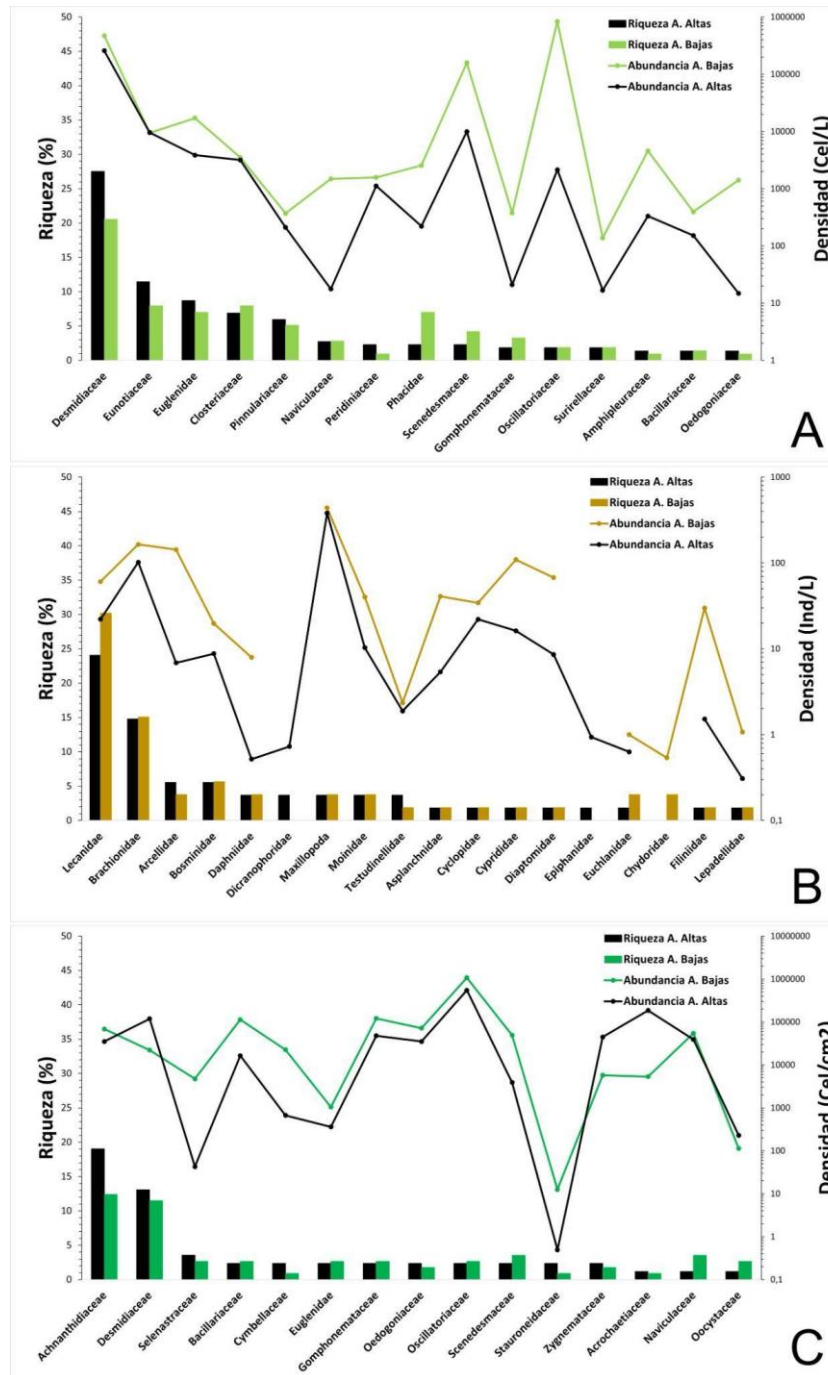 Riqueza A. Altas
Riqueza A. Bajas
Abundancia A. Bajas
Abundancia A. Altas
Riqueza (%)
50
45
40
35
30
25
20
15
10
5
0
Densidad (Cel/L)
1000000
100000
10000
1000
100
10
1
Desmidiaceae
Eunotiaceae
Euglenidae
Closteriaceae
Pinnulariaceae
Naviculaceae
Peridiniaceae
Phacidae
Scenedesmaceae
Gomphonemataceae
Oscillatoriaceae
Surirellaceae
Amphipleuraceae
Bacillariaceae
Oedogoniaceae
A
Riqueza A. Altas
Riqueza A. Bajas
Abundancia A. Bajas
Abundancia A. Altas
Riqueza (%)
50
45
40
35
30
25
20
15
10
5
0
Densidad (Ind/L)
1000
100
10
1
0,1
Lecanidae
Brachionidae
Arcellidae
Bosminidae
Daphniidae
Dicranophoridae
Maxillopoda
Moinidae
Testudinellidae
Asplanchnidae
Cyclopidae
Cyprididae
Diaptomidae
Epiphanidae
Euchlanidae
Chydoridae
Filiniidae
Lepadellidae
B
Riqueza A. Altas
Riqueza A. Bajas
Abundancia A. Bajas
Abundancia A. Altas
Riqueza (%)
50
45
40
35
30
25
20
15
10
5
0
Densidad (Cel/cm2)
10000000
1000000
100000
10000
1000
100
10
1
0,1
Achnanthidiaceae
Desmidiaceae
Selenastraceae
Bacillariaceae
Cymbellaceae
Euglenidae
Gomphonemataceae
Oedogoniaceae
Oscillatoriaceae
Scenedesmaceae
Stauroneidaceae
Zygnemataceae
Acrochaetiaceae
Naviculaceae
Oocystaceae
C